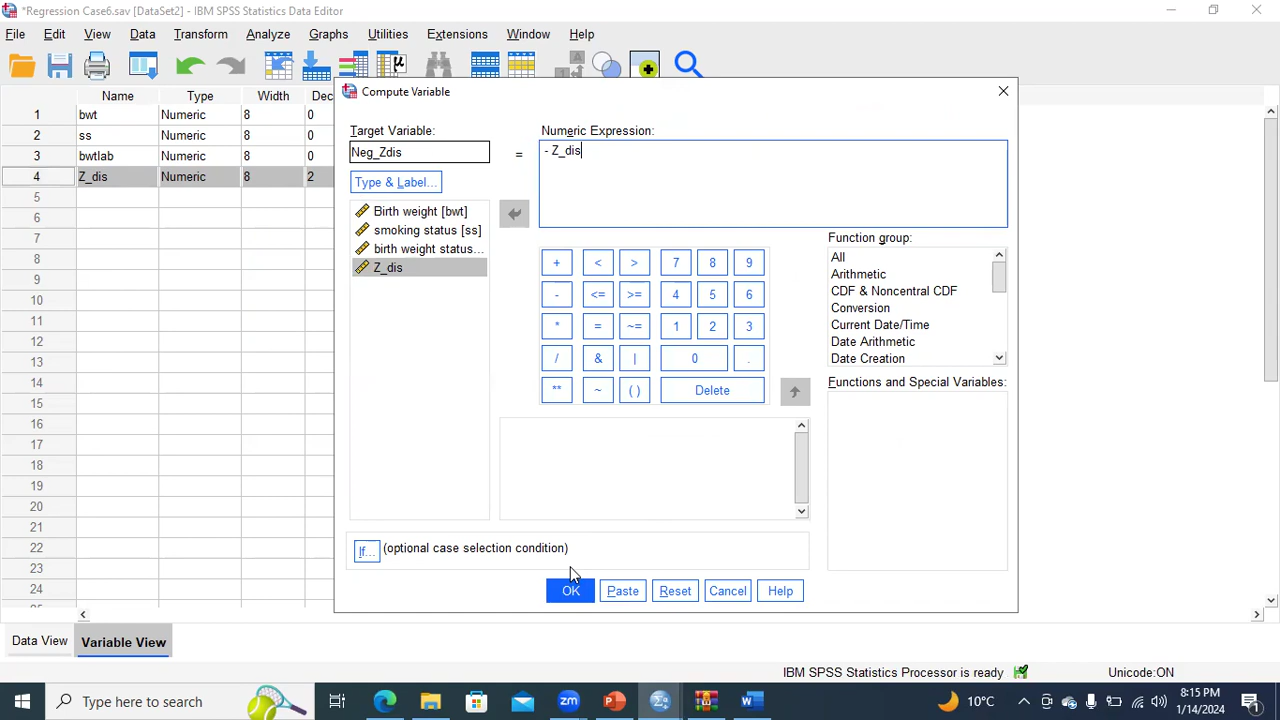 *Regression Case6.sav [DataSet2] - IBM SPSS Statistics Data Editor
File Edit View Data Transform Analyze Graphs Utilities Extensions Window Help
Name Type Width Dec
1 bwt Numeric 8 0
2 ss Numeric 8 0
3 bwtlab Numeric 8 0
4 Z_dis Numeric 8 2
5
6
7
8
9
10
11
12
13
14
15
16
17
18
19
20
21
22
23
24
Compute Variable
Target Variable:
Neg_Zdis
=
Numeric Expression:
- Z_dis
Type & Label...
Birth weight [bwt]
smoking status [ss]
birth weight status...
Z_dis
+ < > 7 8 9
- <= >= 4 5 6
* = ~= 1 2 3
/ & | 0 .
** ~ ( ) Delete
Function group:
All
Arithmetic
CDF & Noncentral CDF
Conversion
Current Date/Time
Date Arithmetic
Date Creation
Functions and Special Variables:
If... (optional case selection condition)
OK Paste Reset Cancel Help
Data View Variable View
IBM SPSS Statistics Processor is ready Unicode:ON
Type here to search
zm
10°C
8:15 PM
1/14/2024